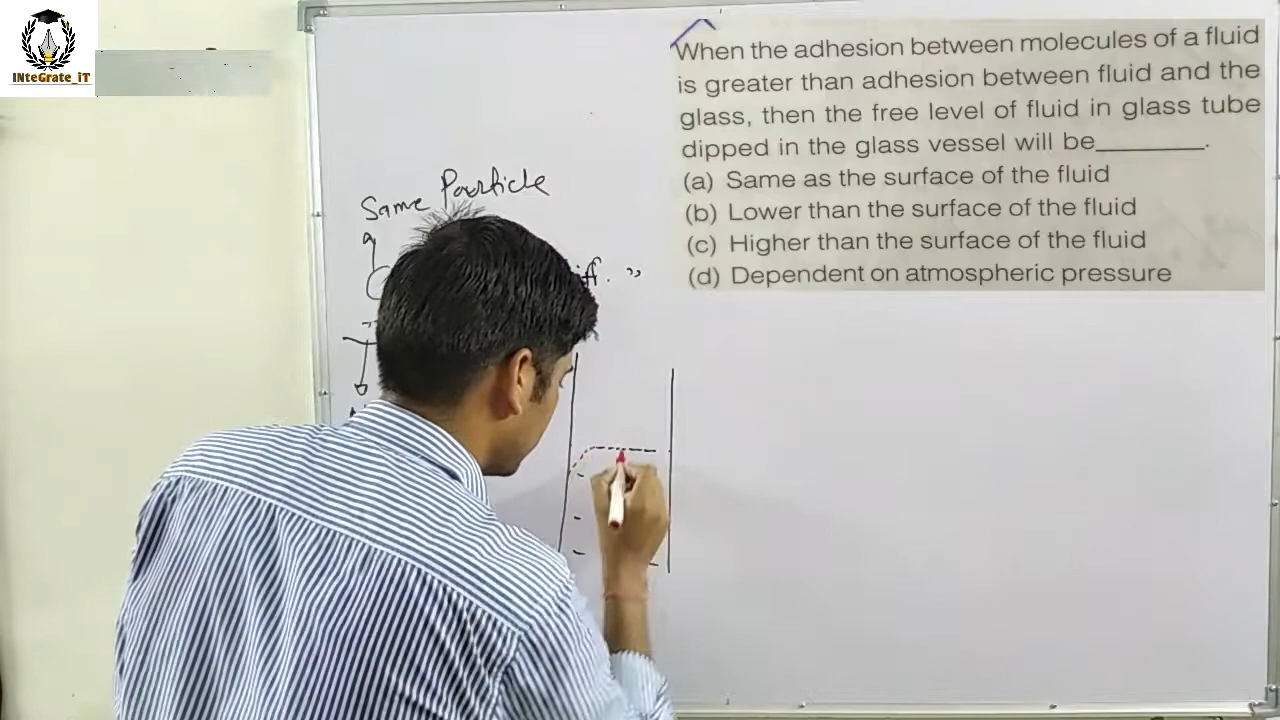 INteGrate_iT
When the adhesion between molecules of a fluid
is greater than adhesion between fluid and the
glass, then the free level of fluid in glass tube
dipped in the glass vessel will be________.
(a) Same as the surface of the fluid
(b) Lower than the surface of the fluid
(c) Higher than the surface of the fluid
(d) Dependent on atmospheric pressure
Same Particle